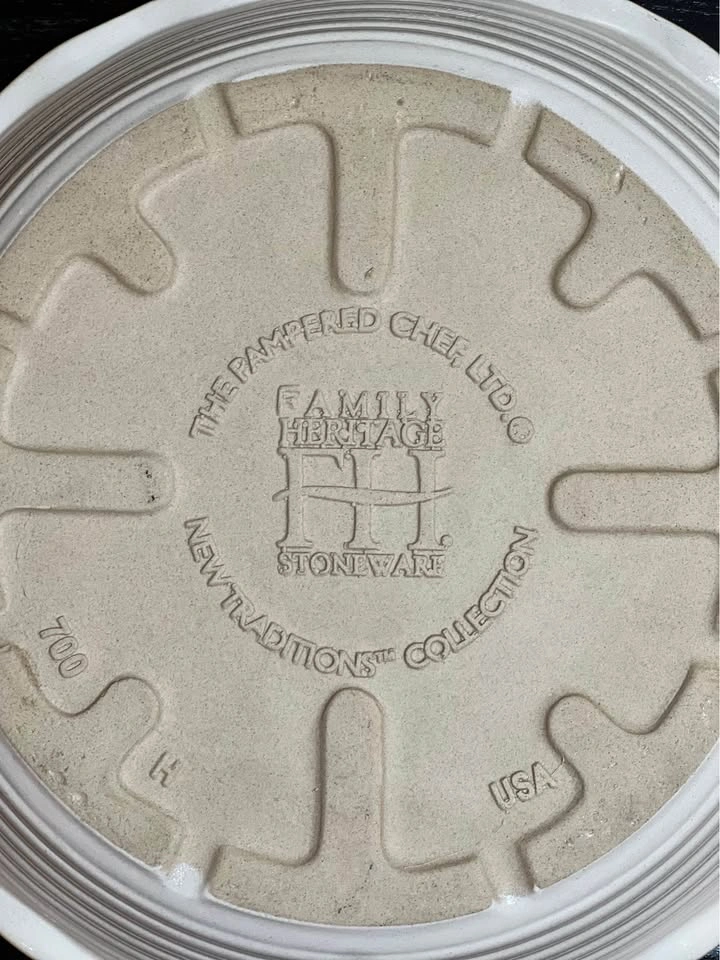 THE PAMPERED CHEF, LTD.®
FAMILY
HERITAGE
FH.
STONEWARE
NEW TRADITIONS™ COLLECTION
700
H
USA